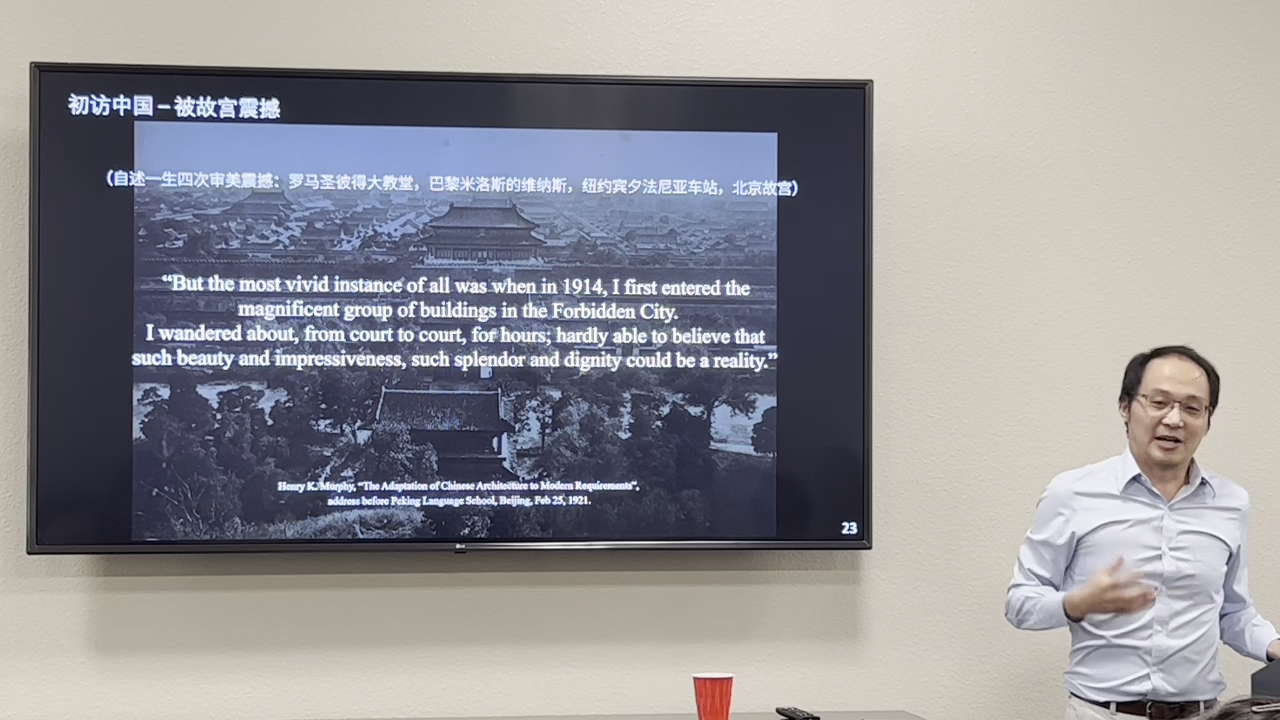 初访中国 – 被故宫震撼
（自述一生四次审美震撼：罗马圣彼得大教堂，巴黎米洛斯的维纳斯，纽约宾夕法尼亚车站，北京故宫）
“But the most vivid instance of all was when in 1914, I first entered the
magnificent group of buildings in the Forbidden City.
I wandered about, from court to court, for hours; hardly able to believe that
such beauty and impressiveness, such splendor and dignity could be a reality.”
Henry K. Murphy, “The Adaptation of Chinese Architecture to Modern Requirements”,
address before Peking Language School, Beijing, Feb 25, 1921.
23
LG